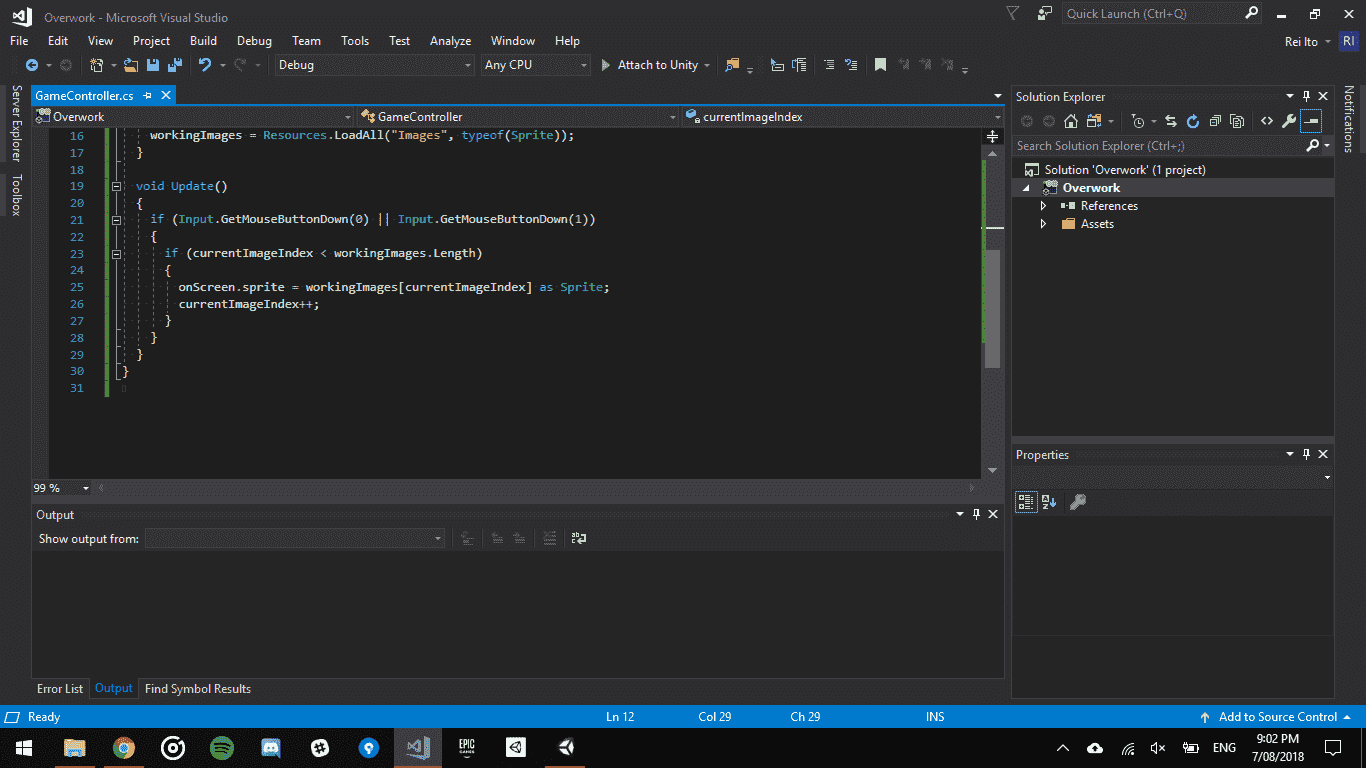 Overwork - Microsoft Visual Studio
Quick Launch (Ctrl+Q)
File Edit View Project Build Debug Team Tools Test Analyze Window Help
Rei Ito RI
Debug Any CPU Attach to Unity
Server Explorer
Toolbox
GameController.cs
Overwork GameController currentImageIndex
16 workingImages = Resources.LoadAll("Images", typeof(Sprite));
17 }
18
19 void Update()
20 {
21 if (Input.GetMouseButtonDown(0) || Input.GetMouseButtonDown(1))
22 {
23 if (currentImageIndex < workingImages.Length)
24 {
25 onScreen.sprite = workingImages[currentImageIndex] as Sprite;
26 currentImageIndex++;
27 }
28 }
29 }
30 }
31
99 %
Output
Show output from:
Error List Output Find Symbol Results
Solution Explorer
Search Solution Explorer (Ctrl+;)
Solution 'Overwork' (1 project)
Overwork
References
Assets
Properties
Notifications
Ready Ln 12 Col 29 Ch 29 INS Add to Source Control
EPIC
GAMES
ENG
9:02 PM
7/08/2018